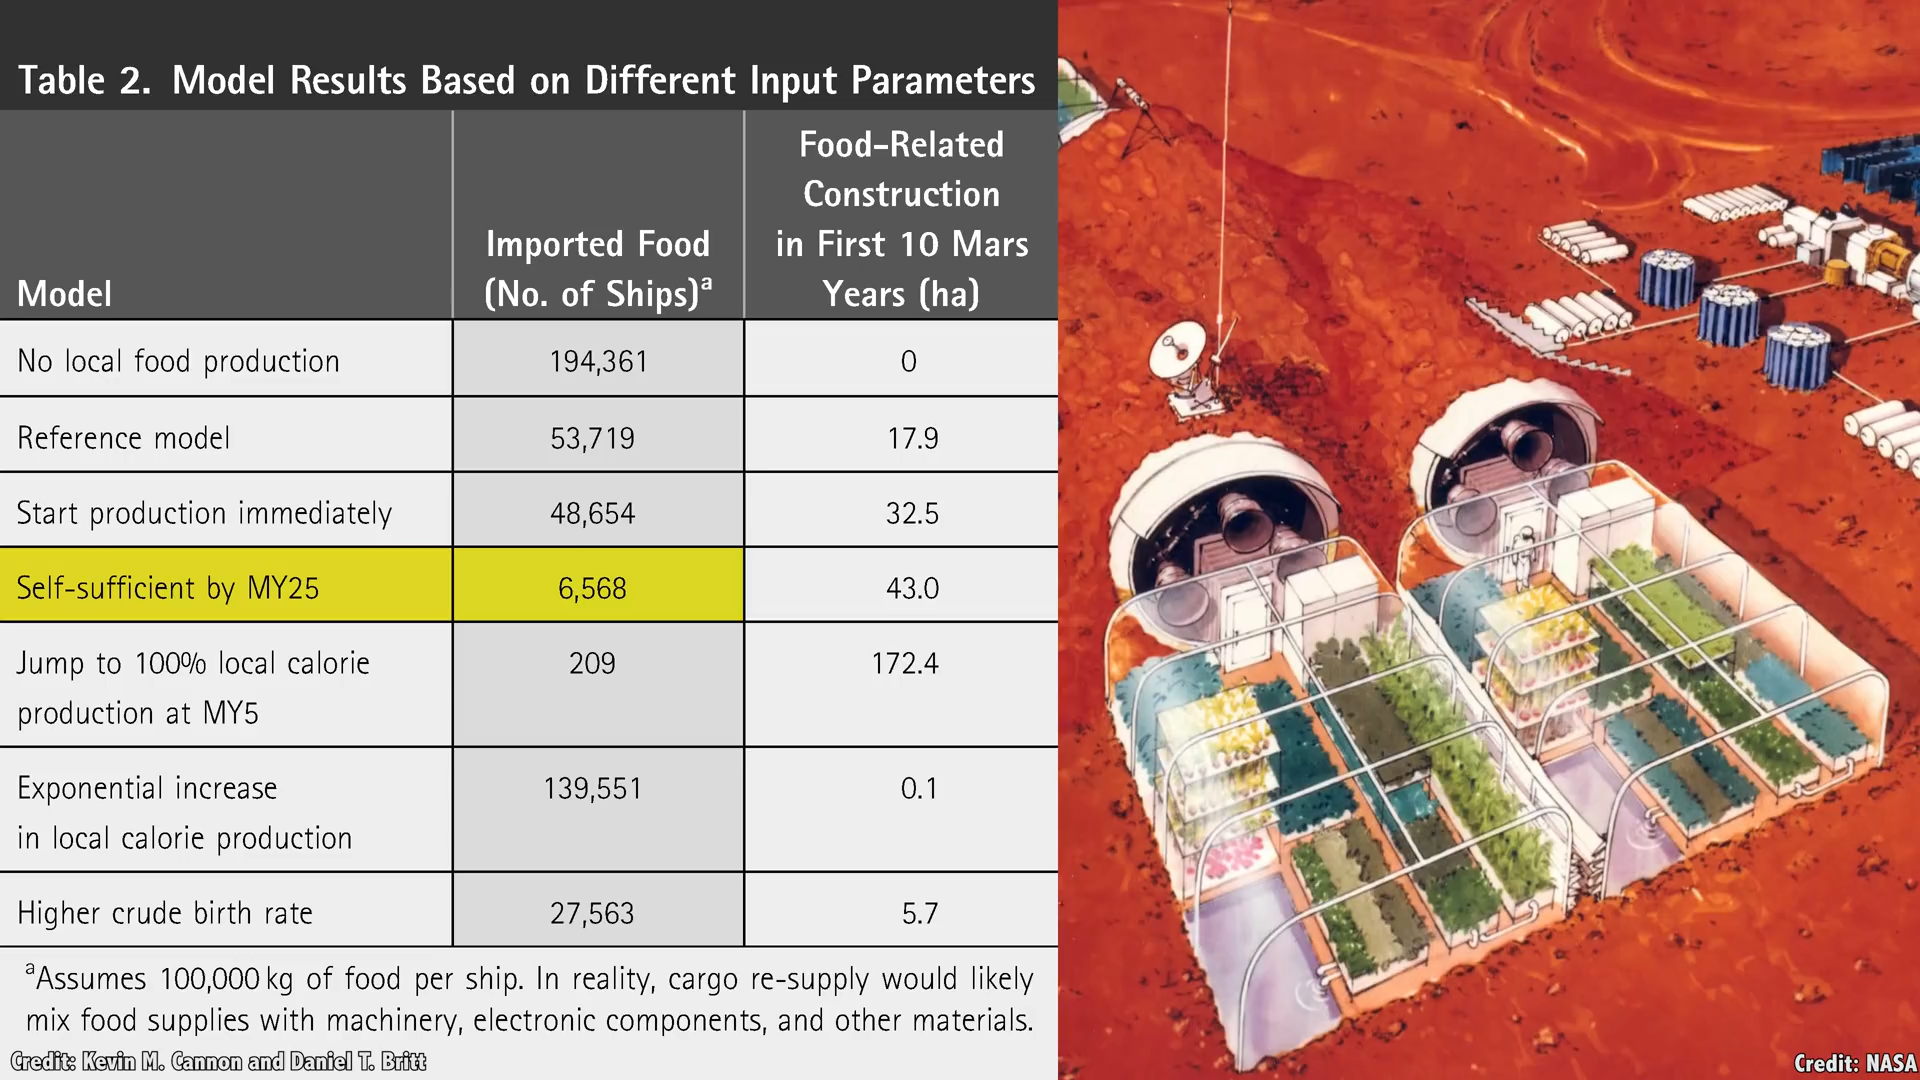 Table 2. Model Results Based on Different Input Parameters
Food-Related
Construction
Imported Food in First 10 Mars
Model (No. of Ships)a Years (ha)
No local food production 194,361 0
Reference model 53,719 17.9
Start production immediately 48,654 32.5
Self-sufficient by MY25 6,568 43.0
Jump to 100% local calorie 209 172.4
production at MY5
Exponential increase 139,551 0.1
in local calorie production
Higher crude birth rate 27,563 5.7
aAssumes 100,000 kg of food per ship. In reality, cargo re-supply would likely
mix food supplies with machinery, electronic components, and other materials.
Credit: Kevin M. Cannon and Daniel T. Britt
Credit: NASA